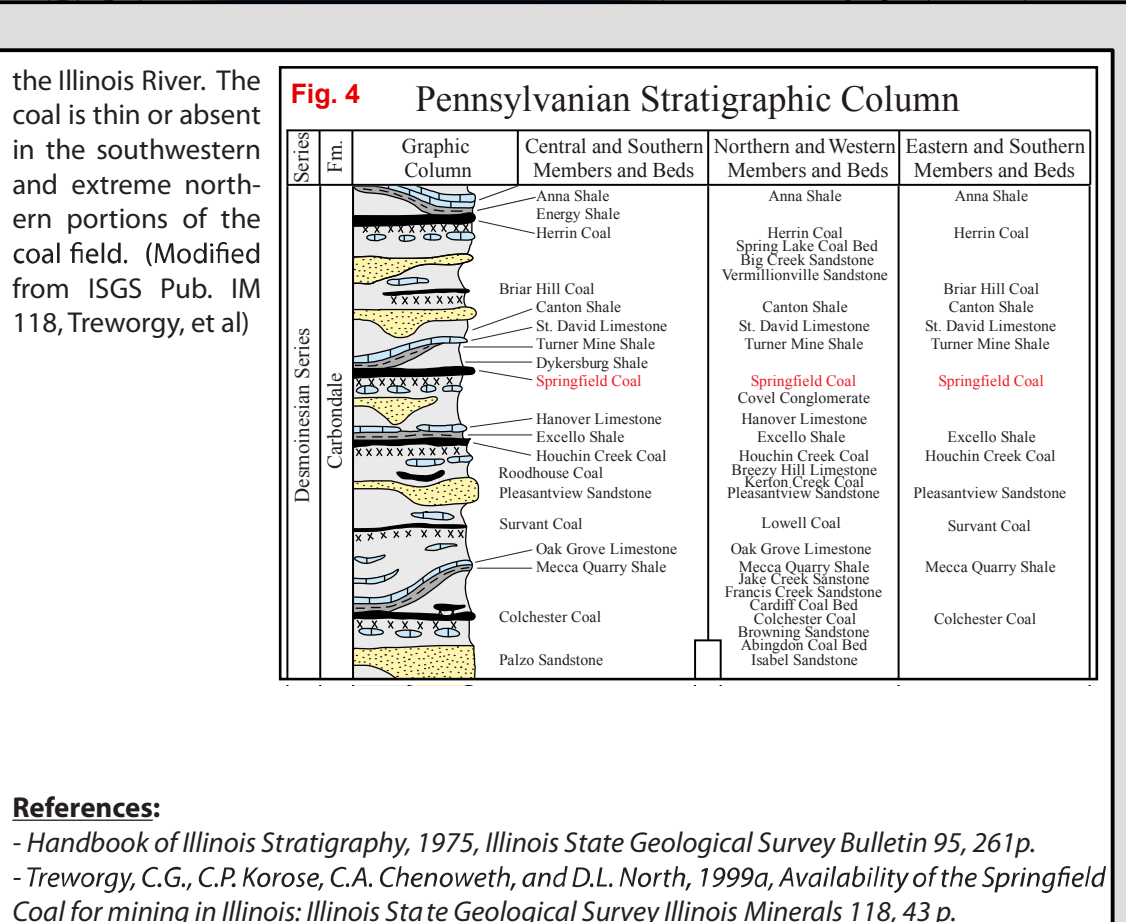 the Illinois River. The
coal is thin or absent
in the southwestern
and extreme north-
ern portions of the
coal field. (Modified
from ISGS Pub. IM
118, Treworgy, et al)
Fig. 4
Pennsylvanian Stratigraphic Column
Series
Fm.
Graphic
Column
Central and Southern
Members and Beds
Northern and Western
Members and Beds
Eastern and Southern
Members and Beds
Desmoinesian Series
Carbondale
Anna Shale
Energy Shale
Herrin Coal
Briar Hill Coal
Canton Shale
St. David Limestone
Turner Mine Shale
Dykersburg Shale
Springfield Coal
Hanover Limestone
Excello Shale
Houchin Creek Coal
Roodhouse Coal
Pleasantview Sandstone
Survant Coal
Oak Grove Limestone
Mecca Quarry Shale
Colchester Coal
Palzo Sandstone
Anna Shale
Herrin Coal
Spring Lake Coal Bed
Big Creek Sandstone
Vermillionville Sandstone
Canton Shale
St. David Limestone
Turner Mine Shale
Springfield Coal
Covel Conglomerate
Hanover Limestone
Excello Shale
Houchin Creek Coal
Breezy Hill Limestone
Kerton Creek Coal
Pleasantview Sandstone
Lowell Coal
Oak Grove Limestone
Mecca Quarry Shale
Jake Creek Sanstone
Francis Creek Sandstone
Cardiff Coal Bed
Colchester Coal
Browning Sandstone
Abingdon Coal Bed
Isabel Sandstone
Anna Shale
Herrin Coal
Briar Hill Coal
Canton Shale
St. David Limestone
Turner Mine Shale
Springfield Coal
Excello Shale
Houchin Creek Coal
Pleasantview Sandstone
Survant Coal
Mecca Quarry Shale
Colchester Coal
References:
- Handbook of Illinois Stratigraphy, 1975, Illinois State Geological Survey Bulletin 95, 261p.
- Treworgy, C.G., C.P. Korose, C.A. Chenoweth, and D.L. North, 1999a, Availability of the Springfield
Coal for mining in Illinois: Illinois State Geological Survey Illinois Minerals 118, 43 p.